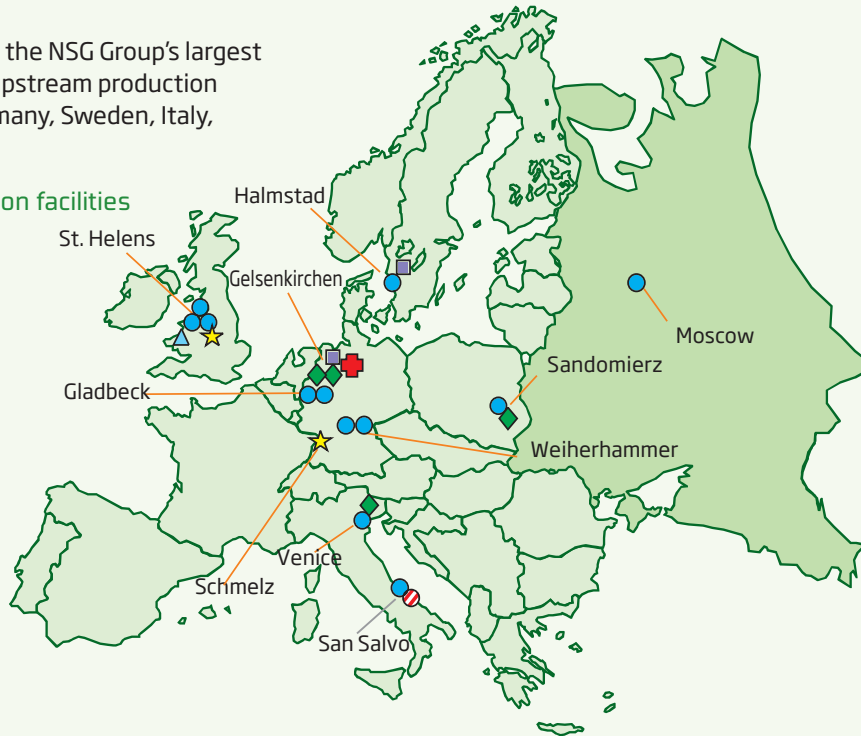 the NSG Group's largest
pstream production
many, Sweden, Italy,
on facilities
Halmstad
St. Helens
Gelsenkirchen
Moscow
Sandomierz
Gladbeck
Weiherhammer
Venice
Schmelz
San Salvo